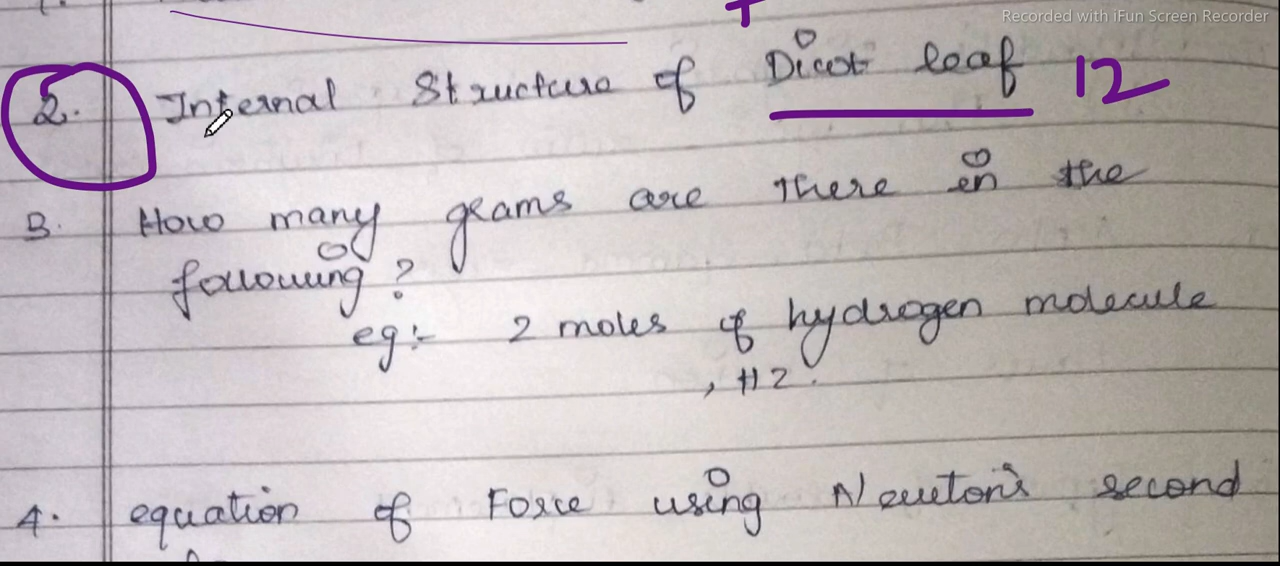 Recorded with iFun Screen Recorder
2. Internal Structure of Dicot leaf 12
3. How many grams are there in the
following?
eg:- 2 moles of hydrogen molecule
, H2.
4. equation of Force using Newton's second